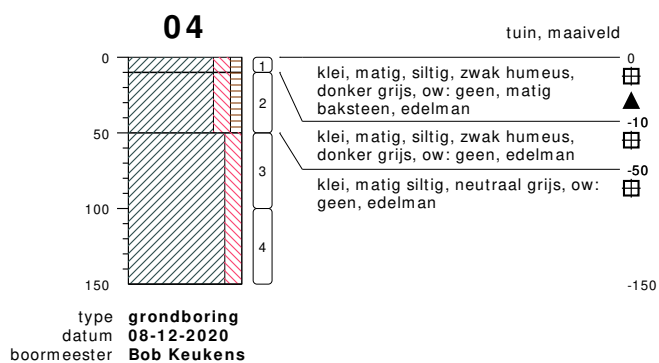 04
tuin, maaiveld
0
1
0
klei, matig, siltig, zwak humeus,
donker grijs, ow: geen, matig
baksteen, edelman
2
-10
50
klei, matig, siltig, zwak humeus,
donker grijs, ow: geen, edelman
-50
3
klei, matig siltig, neutraal grijs, ow:
geen, edelman
100
4
150
-150
type grondboring
datum 08-12-2020
boormeester Bob Keukens